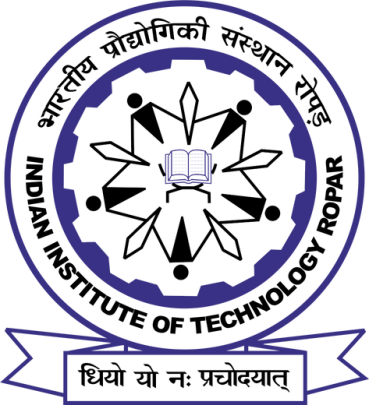 भारतीय प्रौद्योगिकी संस्थान रोपड़
INDIAN INSTITUTE OF TECHNOLOGY ROPAR
धियो यो नः प्रचोदयात्